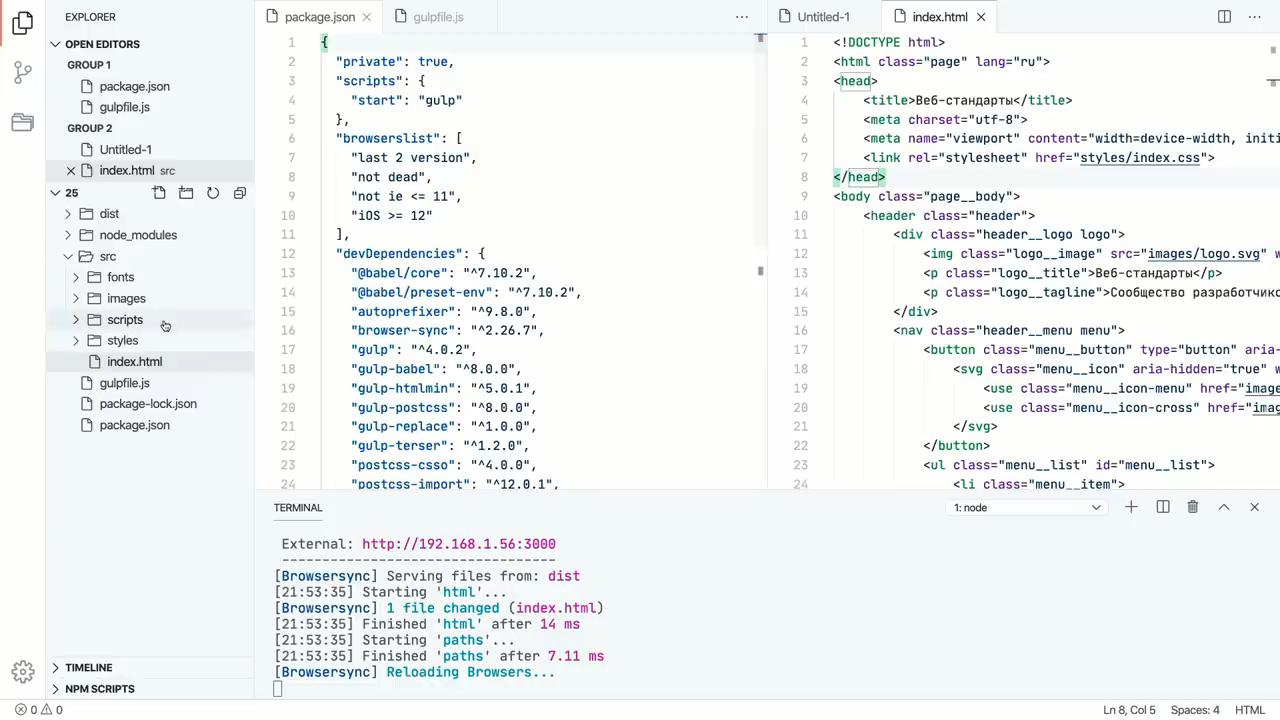 EXPLORER
OPEN EDITORS
GROUP 1
package.json
gulpfile.js
GROUP 2
Untitled-1
index.html src
25
dist
node_modules
src
fonts
images
scripts
styles
index.html
gulpfile.js
package-lock.json
package.json
TIMELINE
NPM SCRIPTS
package.json
gulpfile.js
1 {
2 "private": true,
3 "scripts": {
4 "start": "gulp"
5 },
6 "browserslist": [
7 "last 2 version",
8 "not dead",
9 "not ie <= 11",
10 "iOS >= 12"
11 ],
12 "devDependencies": {
13 "@babel/core": "^7.10.2",
14 "@babel/preset-env": "^7.10.2",
15 "autoprefixer": "^9.8.0",
16 "browser-sync": "^2.26.7",
17 "gulp": "^4.0.2",
18 "gulp-babel": "^8.0.0",
19 "gulp-htmlmin": "^5.0.1",
20 "gulp-postcss": "^8.0.0",
21 "gulp-replace": "^1.0.0",
22 "gulp-terser": "^1.2.0",
23 "postcss-csso": "^4.0.0",
24 "postcss-import": "^12.0.1",
Untitled-1
index.html
1 <!DOCTYPE html>
2 <html class="page" lang="ru">
3 <head>
4 <title>Веб-стандарты</title>
5 <meta charset="utf-8">
6 <meta name="viewport" content="width=device-width, initi
7 <link rel="stylesheet" href="styles/index.css">
8 </head>
9 <body class="page__body">
10 <header class="header">
11 <div class="header__logo logo">
12 <img class="logo__image" src="images/logo.svg" w
13 <p class="logo__title">Веб-стандарты</p>
14 <p class="logo__tagline">Сообщество разработчико
15 </div>
16 <nav class="header__menu menu">
17 <button class="menu__button" type="button" aria-
18 <svg class="menu__icon" aria-hidden="true" w
19 <use class="menu__icon-menu" href="image
20 <use class="menu__icon-cross" href="imag
21 </svg>
22 </button>
23 <ul class="menu__list" id="menu__list">
24 <li class="menu__item">
TERMINAL
1: node
External: http://192.168.1.56:3000
---------------------------------
[Browsersync] Serving files from: dist
[21:53:35] Starting 'html'...
[Browsersync] 1 file changed (index.html)
[21:53:35] Finished 'html' after 14 ms
[21:53:35] Starting 'paths'...
[21:53:35] Finished 'paths' after 7.11 ms
[Browsersync] Reloading Browsers...
0 0
Ln 8, Col 5 Spaces: 4 HTML